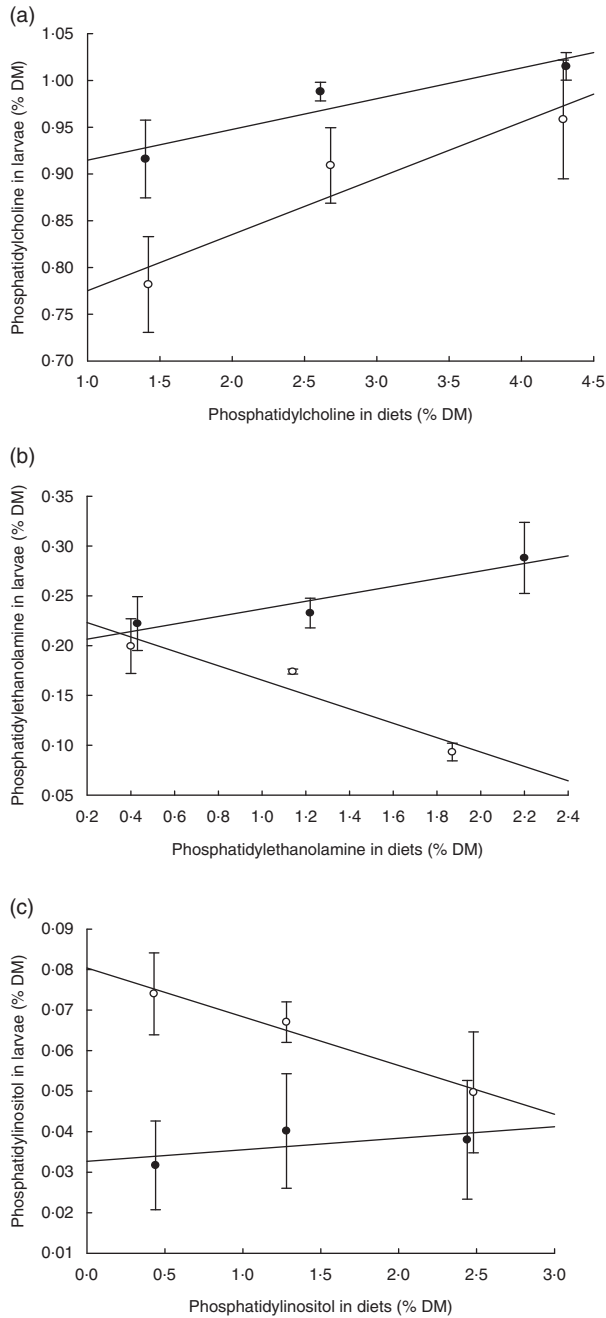 (a)
Phosphatidylcholine in larvae (% DM)
1·05
1·00
0·95
0·90
0·85
0·80
0·75
0·70
1·0 1·5 2·0 2·5 3·0 3·5 4·0 4·5
Phosphatidylcholine in diets (% DM)
(b)
Phosphatidylethanolamine in larvae (% DM)
0·35
0·30
0·25
0·20
0·15
0·10
0·05
0·2 0·4 0·6 0·8 1·0 1·2 1·4 1·6 1·8 2·0 2·2 2·4
Phosphatidylethanolamine in diets (% DM)
(c)
Phosphatidylinositol in larvae (% DM)
0·09
0·08
0·07
0·06
0·05
0·04
0·03
0·02
0·01
0·0 0·5 1·0 1·5 2·0 2·5 3·0
Phosphatidylinositol in diets (% DM)